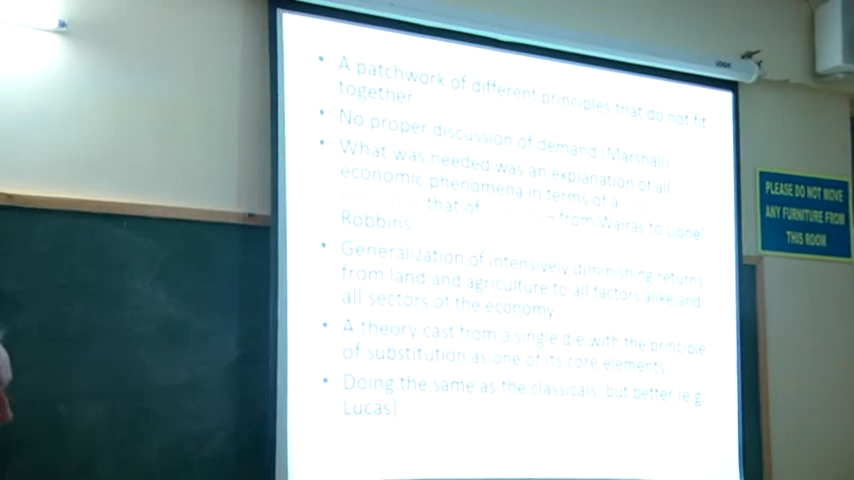 A patchwork of different principles that do not fit
together
No proper discussion of demand (Marshall)
What was needed was an explanation of all
economic phenomena in terms of a
that of – from Walras to Lionel
Robbins
Generalization of intensively diminishing returns
from land and agriculture to all factors alike and
all sectors of the economy
A theory cast from a single die with the principle
of substitution as one of its core elements
Doing the same as the classicals, but better (e.g.
Lucas)
PLEASE DO NOT MOVE
ANY FURNITURE FROM
THIS ROOM